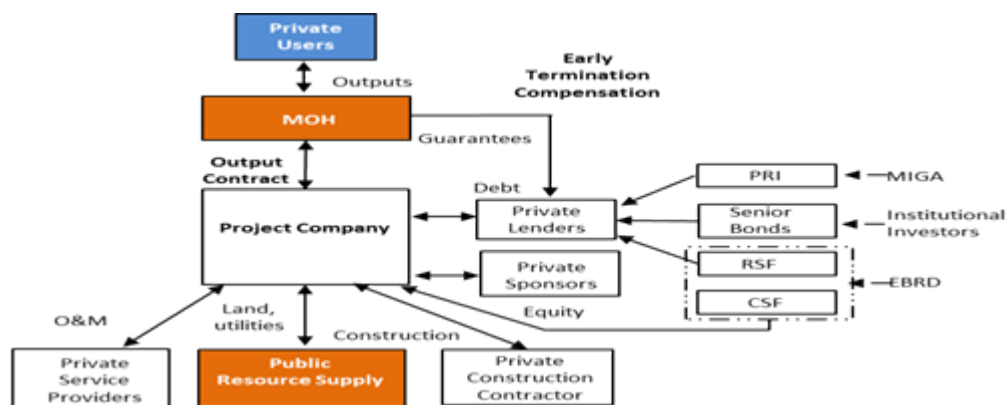 Private
Users
Outputs
Early
Termination
Compensation
MOH
Guarantees
Output
Contract
Debt
PRI
MIGA
Project Company
Private
Lenders
Senior
Bonds
Institutional
Investors
RSF
EBRD
Private
Sponsors
CSF
Equity
O&M
Land,
utilities
Construction
Private
Service
Providers
Public
Resource Supply
Private
Construction
Contractor